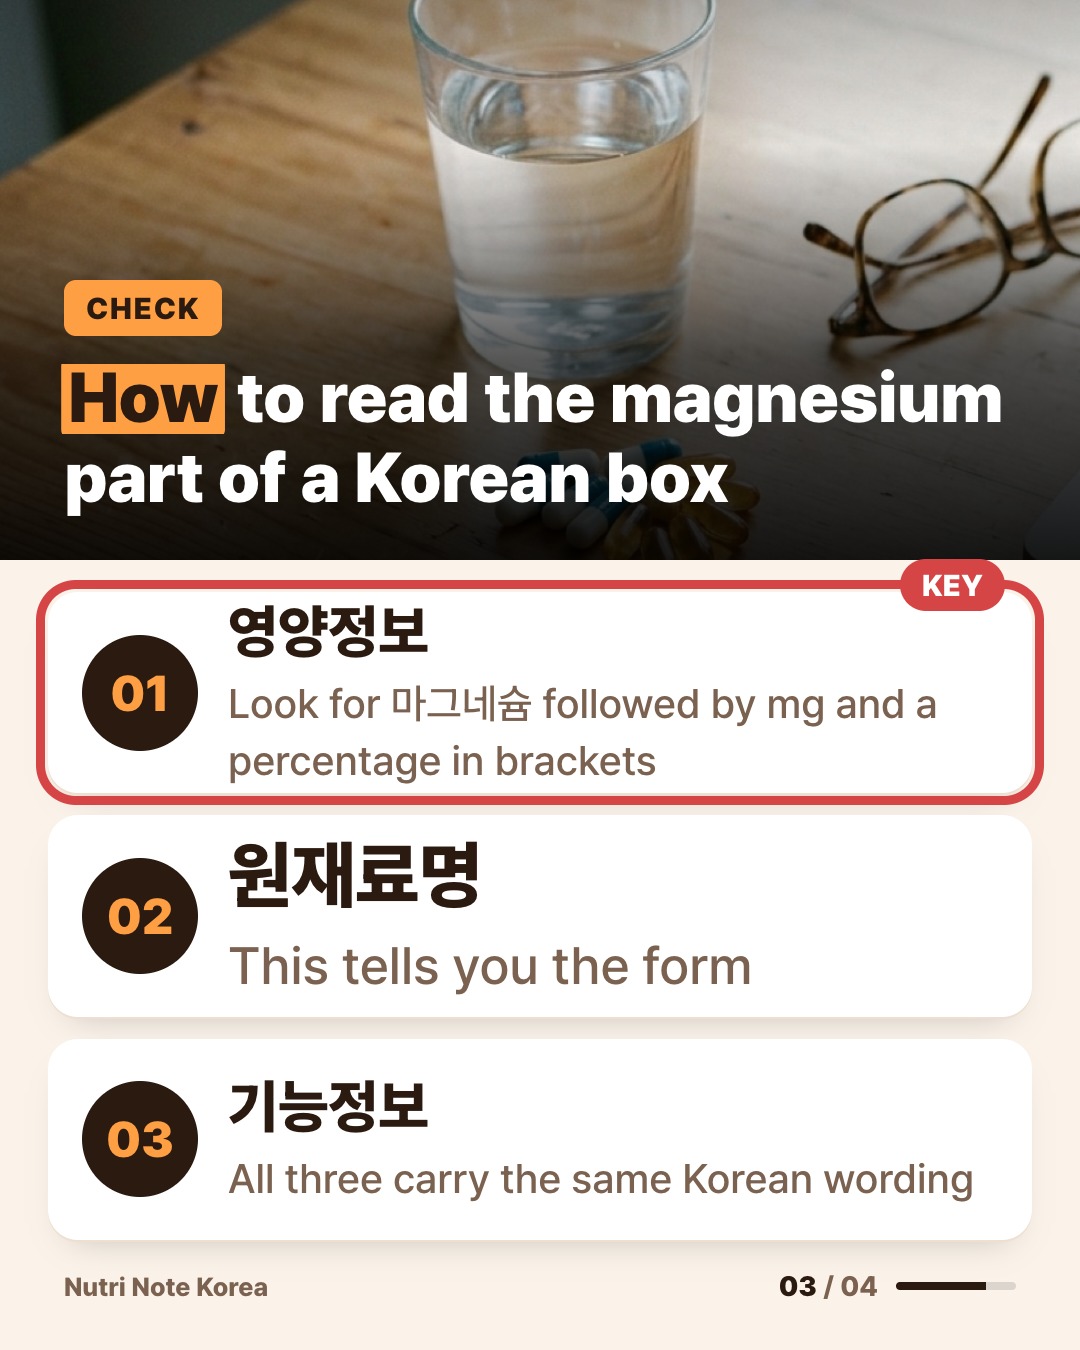 CHECK
How to read the magnesium
part of a Korean box
KEY
01
영양정보
Look for 마그네슘 followed by mg and a
percentage in brackets
02
원재료명
This tells you the form
03
기능정보
All three carry the same Korean wording
Nutri Note Korea
03 / 04